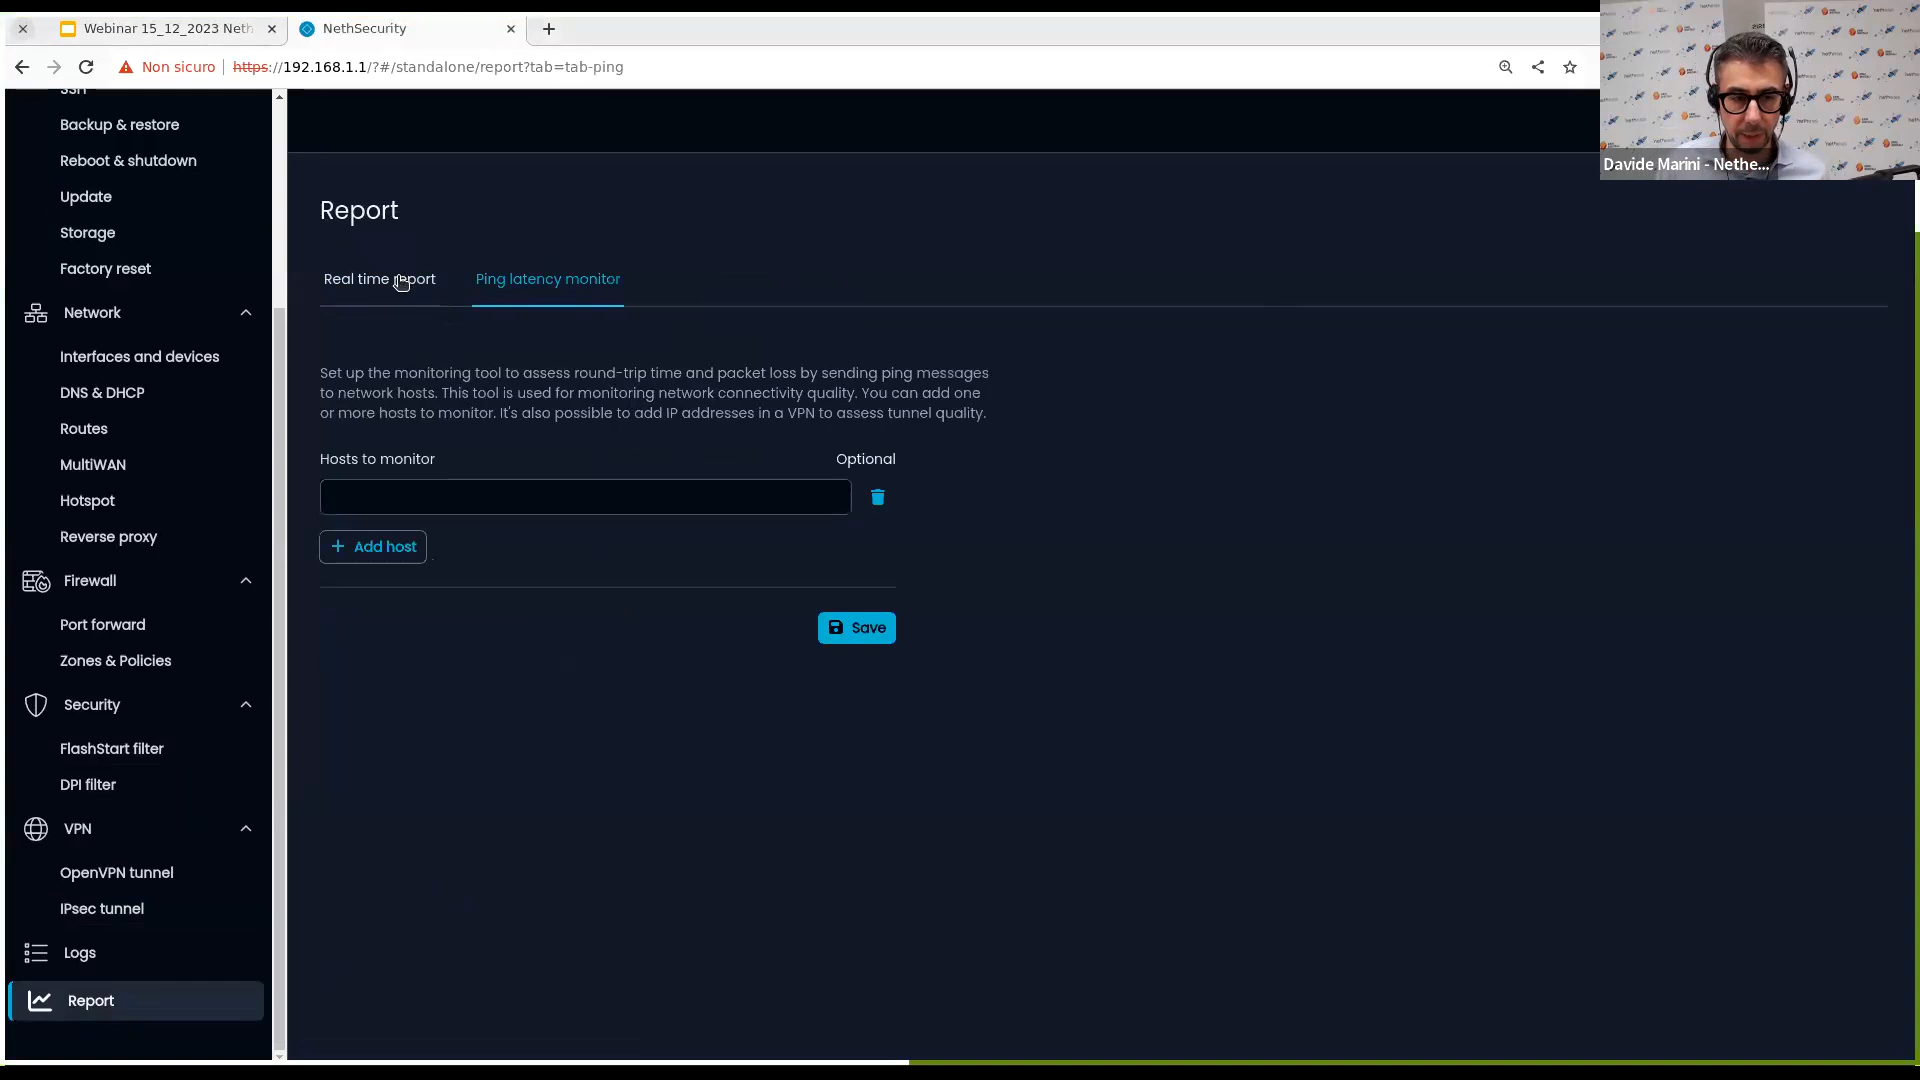 Webinar 15_12_2023 Neth
NethSecurity
Non sicuro
https://192.168.1.1/?#/standalone/report?tab=tab-ping
Davide Marini - Nethe...
SSH
Backup & restore
Reboot & shutdown
Update
Storage
Factory reset
Network
Interfaces and devices
DNS & DHCP
Routes
MultiWAN
Hotspot
Reverse proxy
Firewall
Port forward
Zones & Policies
Security
FlashStart filter
DPI filter
VPN
OpenVPN tunnel
IPsec tunnel
Logs
Report
Report
Real time report
Ping latency monitor
Set up the monitoring tool to assess round-trip time and packet loss by sending ping messages
to network hosts. This tool is used for monitoring network connectivity quality. You can add one
or more hosts to monitor. It's also possible to add IP addresses in a VPN to assess tunnel quality.
Hosts to monitor
Optional
+ Add host
Save